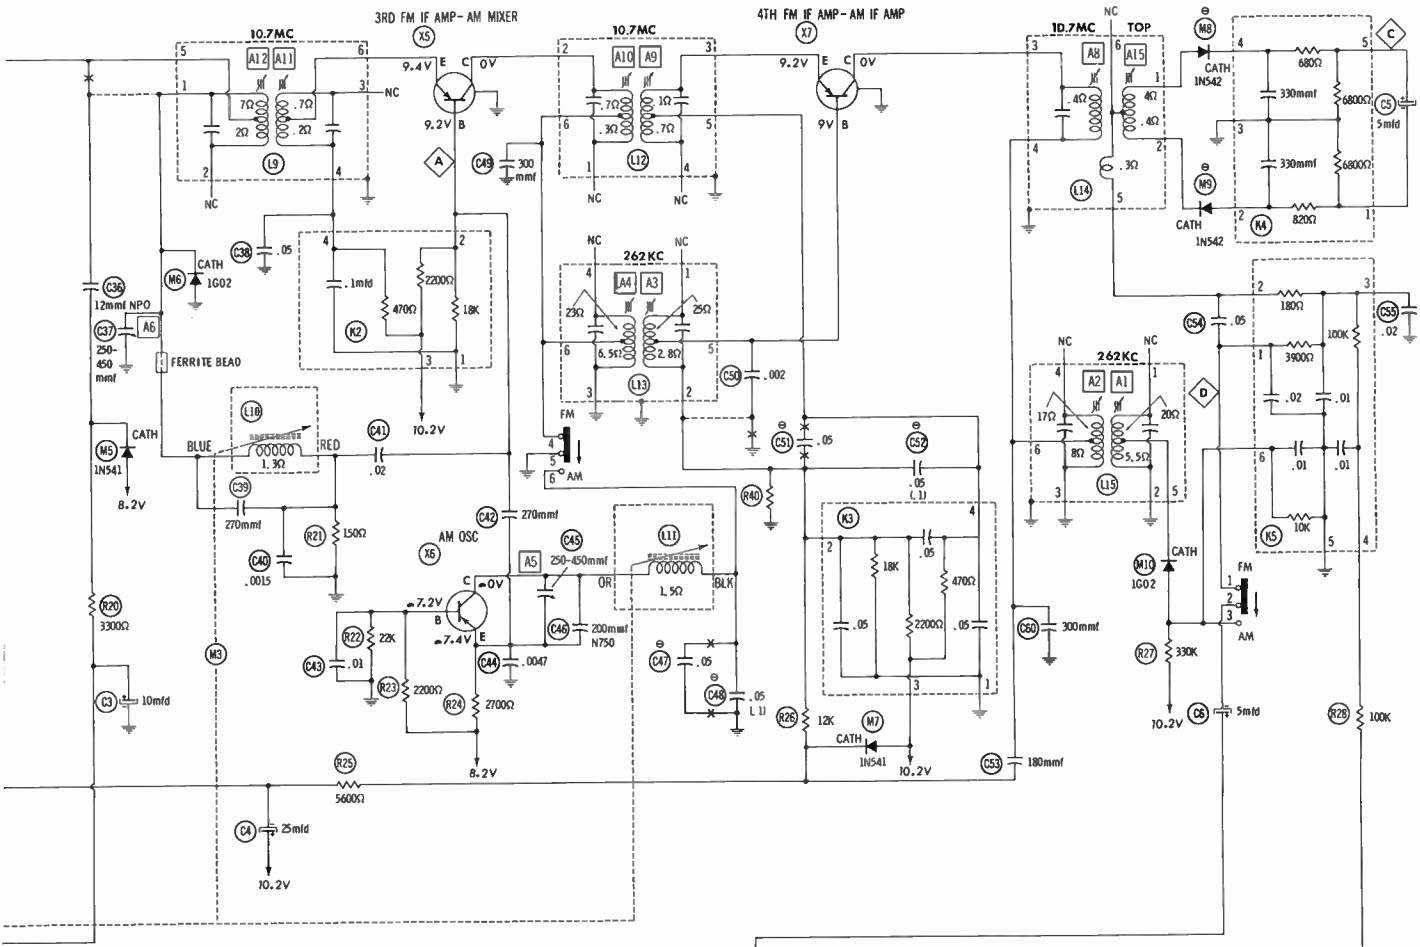 3RD FM IF AMP- AM MIXER
4TH FM IF AMP-AM IF AMP
10.7MC
X5
10.7MC
X7
10.7MC
TOP
NC
M8
C
5
A12
A11
6
9.4V
E
C
0V
2
A10
A9
3
9.2V
E
C
0V
3
A8
6
A15
4
680Ω
5
CATH
1N542
1
3
NC
.7Ω
.7Ω
.2Ω
.2Ω
9.2V
B
.7Ω
1Ω
.3Ω
.7Ω
6
5
9V
B
.4Ω
4Ω
.4Ω
1
2
4
330mmf
6800Ω
C5
5mfd
3
330mmf
6800Ω
L9
2
4
NC
A
C49
300
mmf
L12
1
4
NC
NC
.3Ω
L14
5
M9
CATH
1N542
2
820Ω
1
K4
C38
.05
4
2
.1mfd
470Ω
2200Ω
18K
K2
3
1
10.2V
M6
CATH
1G02
C36
12mmf NPO
C37
250-
450
mmf
A6
FERRITE BEAD
NC
262KC
NC
4
A4
A3
1
23Ω
25Ω
6
6.5Ω
2.8Ω
5
L13
3
2
C50
.002
C54
.05
2
180Ω
3
C55
.02
100K
1
3900Ω
.02
.01
6
.01
.01
10K
K5
5
4
D
NC
262KC
NC
4
A2
A1
1
17Ω
20Ω
6
8Ω
5.5Ω
L15
3
2
5
L10
BLUE
RED
1.3Ω
C41
.02
FM
4
5
6
AM
C51
.05
C52
.05
(.1)
R40
M5
CATH
1N541
8.2V
C39
270mmf
C40
.0015
R21
150Ω
C42
270mmf
AM OSC
X6
A5
C45
250-450mmf
L11
OR
BLK
1.5Ω
K3
4
2
.05
18K
470Ω
.05
2200Ω
.05
3
1
C60
300mmf
M10
CATH
1G02
FM
1
2
3
AM
C
0V
7.2V
B
7.4V
E
C46
200mmf
N750
R20
3300Ω
R22
22K
C43
.01
R23
2200Ω
R24
2700Ω
C44
.0047
8.2V
M3
C47
.05
C48
.05
(.1)
R27
330K
10.2V
C3
10mfd
R26
12K
M7
CATH
1N541
10.2V
C53
180mmf
C6
5mfd
R28
100K
R25
5600Ω
C4
25mfd
10.2V